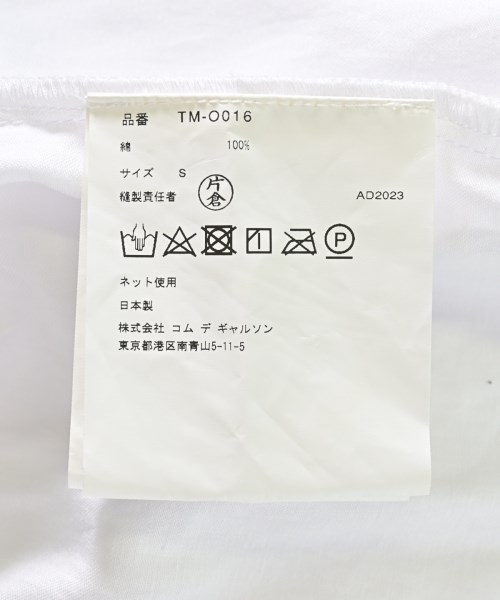 品番 TM-O016
綿 100%
サイズ S
縫製責任者 片倉 AD2023
P
ネット使用
日本製
株式会社 コム デ ギャルソン
東京都港区南青山5-11-5